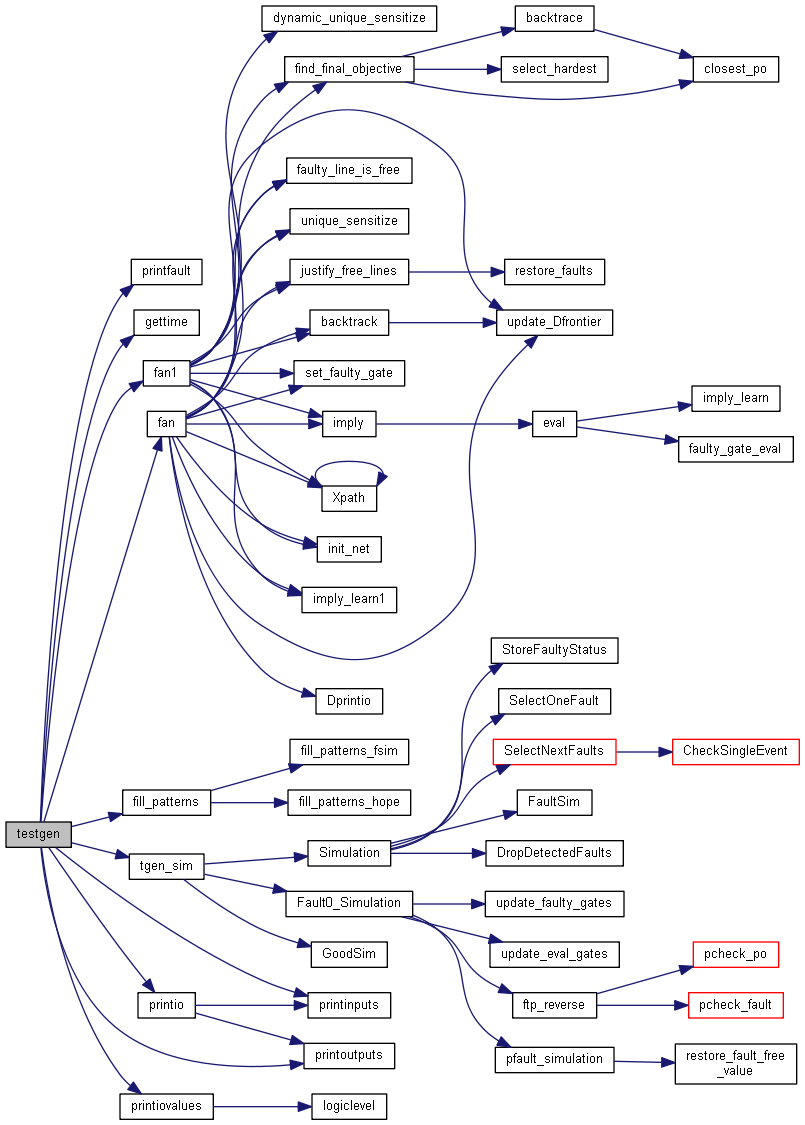 dynamic_unique_sensitize
backtrace
find_final_objective
select_hardest
closest_po
faulty_line_is_free
unique_sensitize
printfault
justify_free_lines
restore_faults
gettime
backtrack
update_Dfrontier
fan1
set_faulty_gate
imply_learn
fan
imply
eval
faulty_gate_eval
Xpath
init_net
imply_learn1
StoreFaultyStatus
Dprintio
SelectOneFault
fill_patterns_fsim
SelectNextFaults
CheckSingleEvent
fill_patterns
fill_patterns_hope
FaultSim
testgen
tgen_sim
Simulation
DropDetectedFaults
Fault0_Simulation
update_faulty_gates
GoodSim
update_eval_gates
pcheck_po
printio
printinputs
ftp_reverse
pcheck_fault
printoutputs
pfault_simulation
restore_fault_free
_value
printiovalues
logiclevel